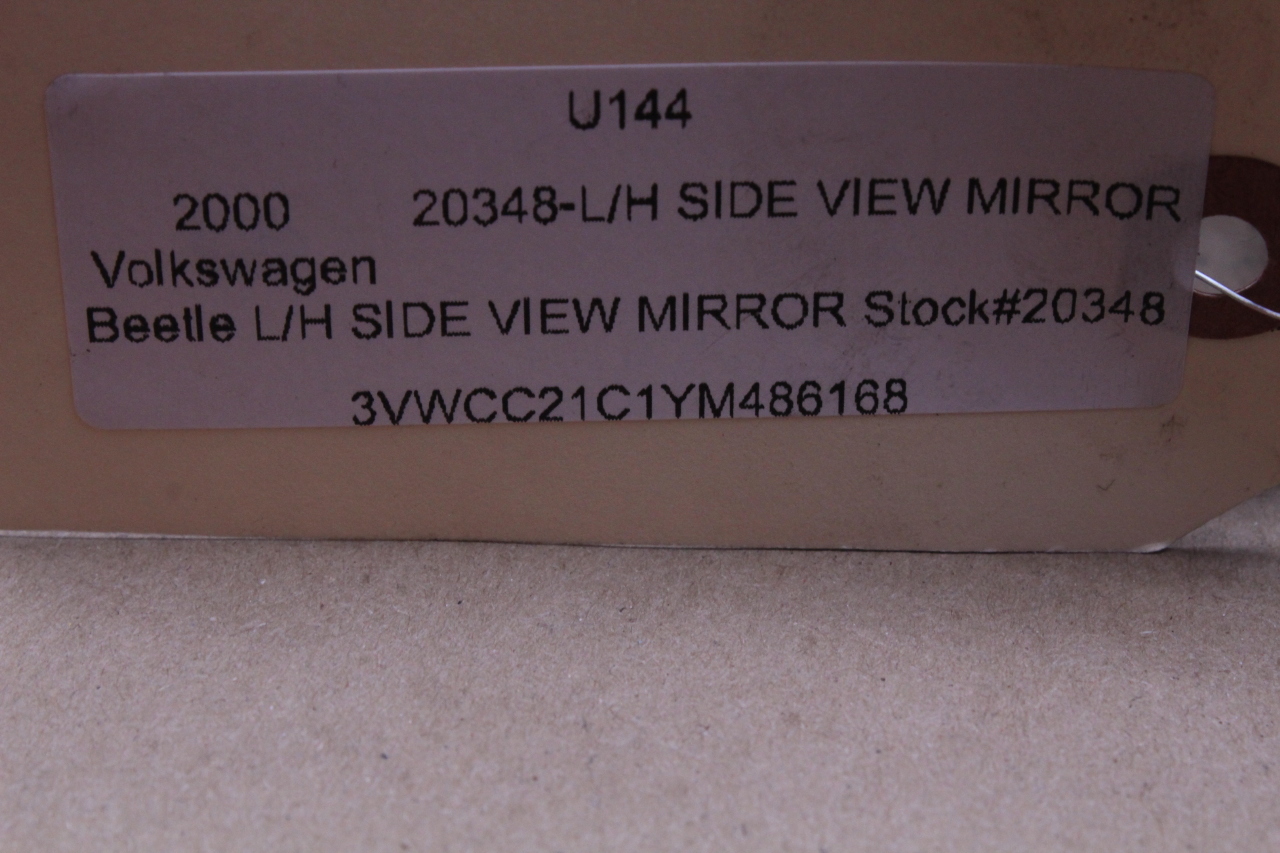 U144
2000 20348-L/H SIDE VIEW MIRROR
Volkswagen
Beetle L/H SIDE VIEW MIRROR Stock#20348
3VWCC21C1YM486168